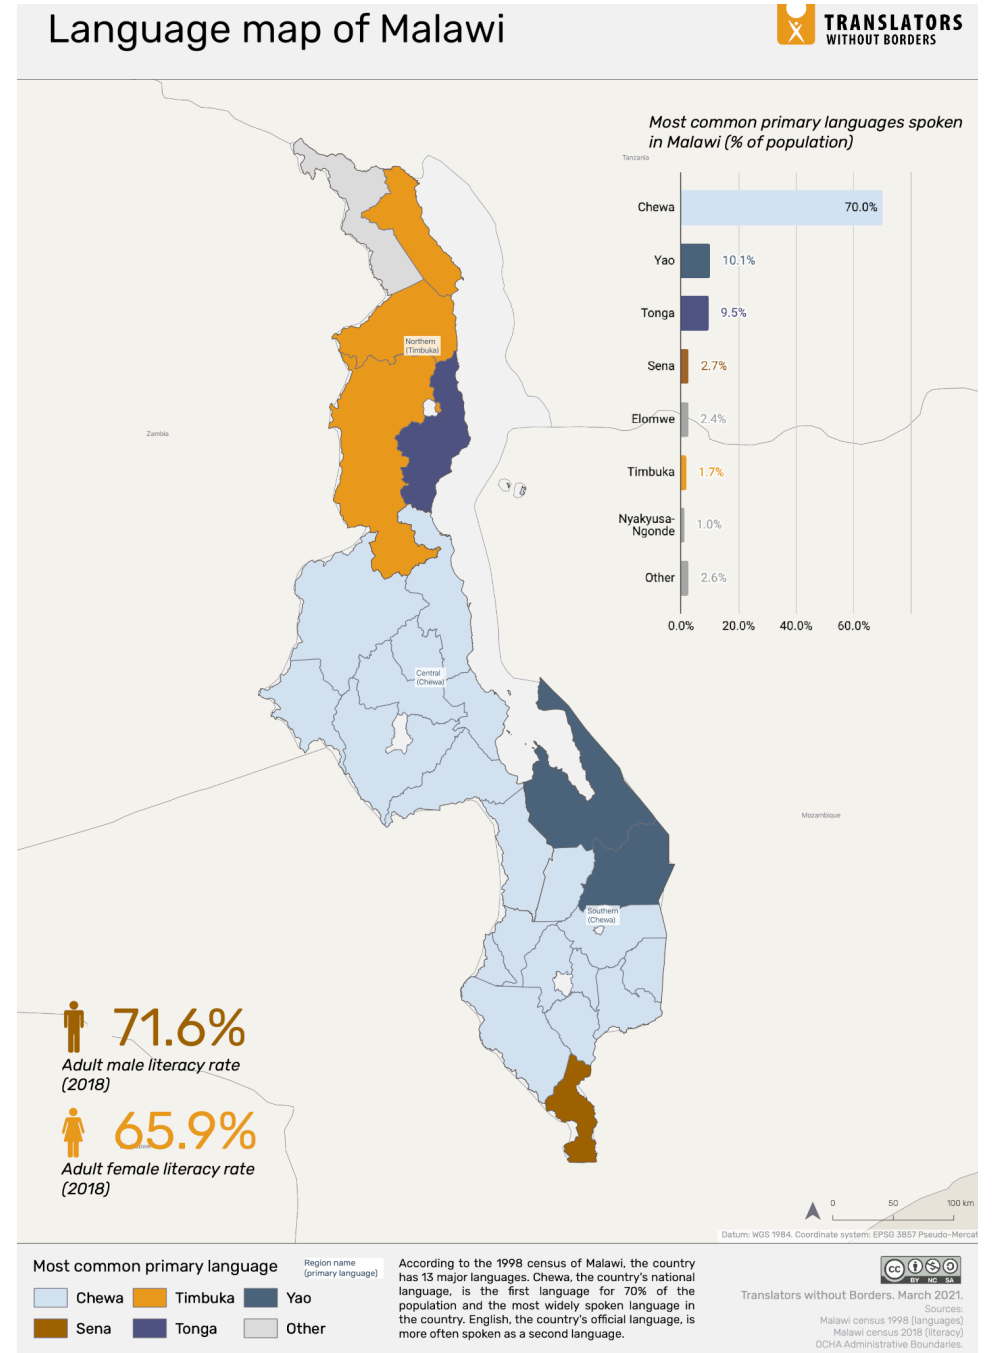 Language map of Malawi
TRANSLATORS
WITHOUT BORDERS
Most common primary languages spoken
in Malawi (% of population)
Tanzania
Chewa
70.0%
Yao
10.1%
Tonga
9.5%
Sena
2.7%
Elomwe
2.4%
Timbuka
1.7%
Nyakyusa-
Ngonde
1.0%
Other
2.6%
0.0%
20.0%
40.0%
60.0%
Northern
(Timbuka)
Zambia
Central
(Chewa)
Mozambique
Southern
(Chewa)
71.6%
Adult male literacy rate
(2018)
65.9%
Adult female literacy rate
(2018)
0 50 100 km
Datum: WGS 1984. Coordinate system: EPSG 3857 Pseudo-Mercat
Most common primary language
Region name
(primary language)
Chewa
Timbuka
Yao
Sena
Tonga
Other
According to the 1998 census of Malawi, the country
has 13 major languages. Chewa, the country's national
language, is the first language for 70% of the
population and the most widely spoken language in
the country. English, the country's official language, is
more often spoken as a second language.
CC
BY NC SA
Translators without Borders. March 2021.
Sources:
Malawi census 1998 (languages)
Malawi census 2018 (literacy)
OCHA Administrative Boundaries.